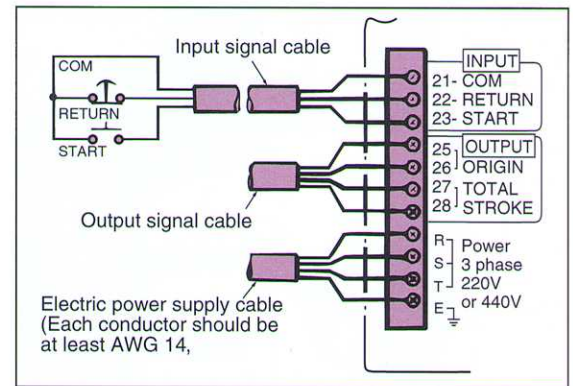 Input signal cable
COM
RETURN
START
INPUT
21- COM
22- RETURN
23- START
25 OUTPUT
26 ORIGIN
27 TOTAL
28 STROKE
Output signal cable
R Power
S 3 phase
T 220V
E or 440V
Electric power supply cable
(Each conductor should be
at least AWG 14,